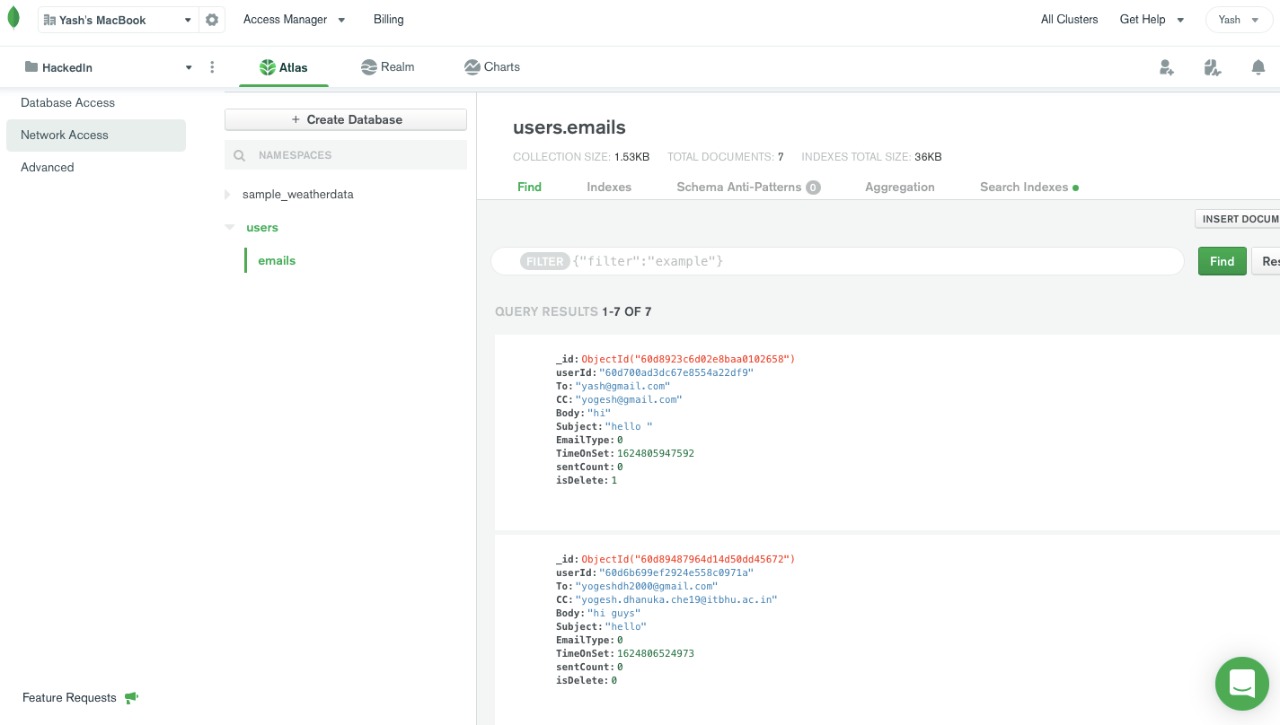 Yash's MacBook
Access Manager
Billing
All Clusters
Get Help
Yash
HackedIn
Atlas
Realm
Charts
Database Access
Network Access
Advanced
Feature Requests
+ Create Database
NAMESPACES
sample_weatherdata
users
emails
users.emails
COLLECTION SIZE: 1.53KB TOTAL DOCUMENTS: 7 INDEXES TOTAL SIZE: 36KB
Find Indexes Schema Anti-Patterns 0 Aggregation Search Indexes
INSERT DOCUM
FILTER {"filter":"example"}
Find
Res
QUERY RESULTS 1-7 OF 7
_id: ObjectId("60d8923c6d02e8baa0102658")
userId: "60d700ad3dc67e8554a22df9"
To: "yash@gmail.com"
CC: "yogesh@gmail.com"
Body: "hi"
Subject: "hello "
EmailType: 0
TimeOnSet: 1624805947592
sentCount: 0
isDelete: 1
_id: ObjectId("60d89487964d14d50dd45672")
userId: "60d6b699ef2924e558c0971a"
To: "yogeshdh2000@gmail.com"
CC: "yogesh.dhanuka.che19@itbhu.ac.in"
Body: "hi guys"
Subject: "hello"
EmailType: 0
TimeOnSet: 1624806524973
sentCount: 0
isDelete: 0